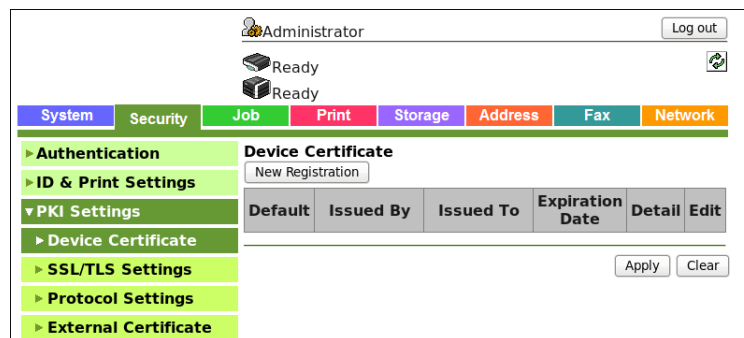 Administrator Log out
Ready
Ready
System Security Job Print Storage Address Fax Network
Authentication
ID & Print Settings
PKI Settings
Device Certificate
SSL/TLS Settings
Protocol Settings
External Certificate
Device Certificate
New Registration
Default Issued By Issued To Expiration Date Detail Edit
Apply Clear